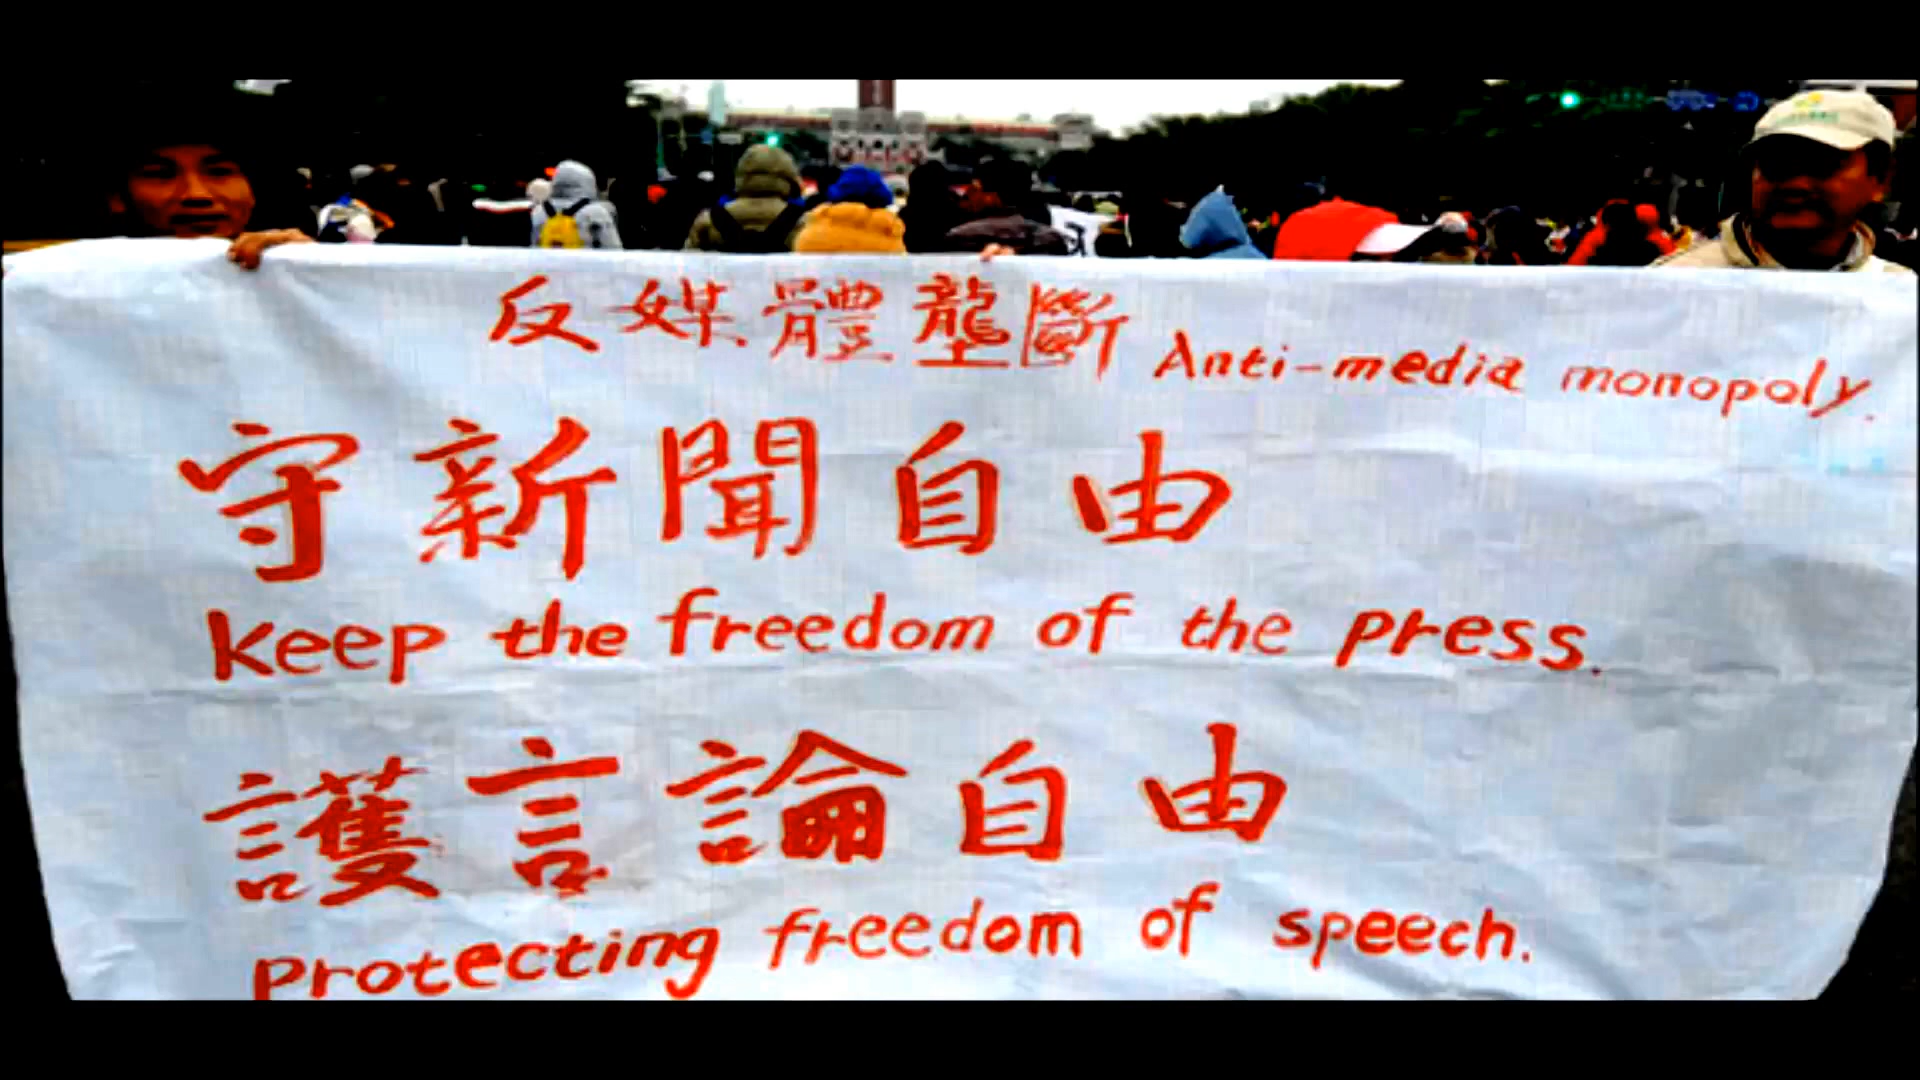 反媒體壟斷 Anti-media monopoly.
守新聞自由
keep the freedom of the press.
護言論自由
protecting freedom of speech.